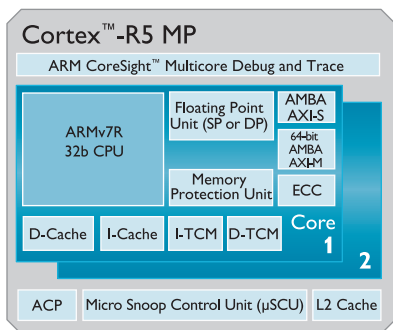 Cortex™-R5 MP
ARM CoreSight™ Multicore Debug and Trace
ARMv7R
32b CPU
Floating Point
Unit (SP or DP)
AMBA
AXI-S
64-bit
AMBA
AXI-M
Memory
Protection Unit
ECC
D-Cache
I-Cache
I-TCM
D-TCM
Core
1
2
ACP
Micro Snoop Control Unit (µSCU)
L2 Cache